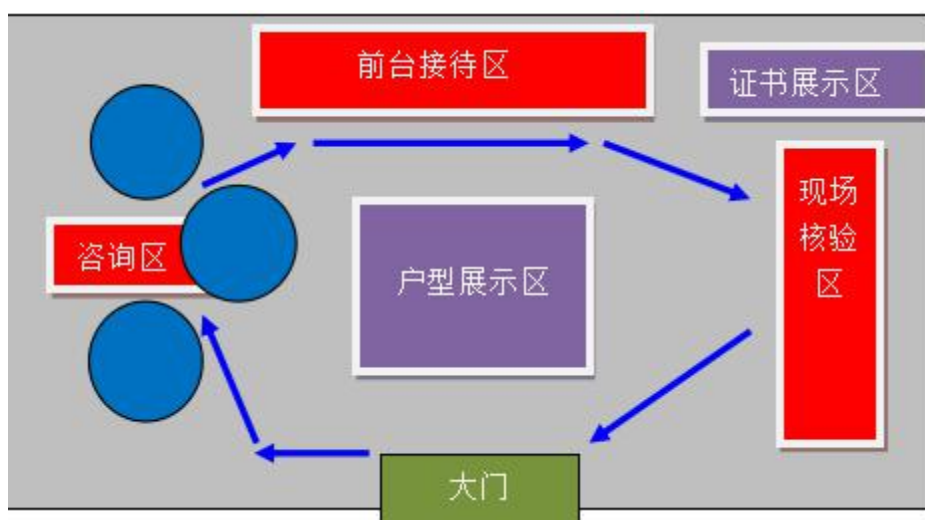 前台接待区
证书展示区
现场
核验
区
咨询区
户型展示区
大门